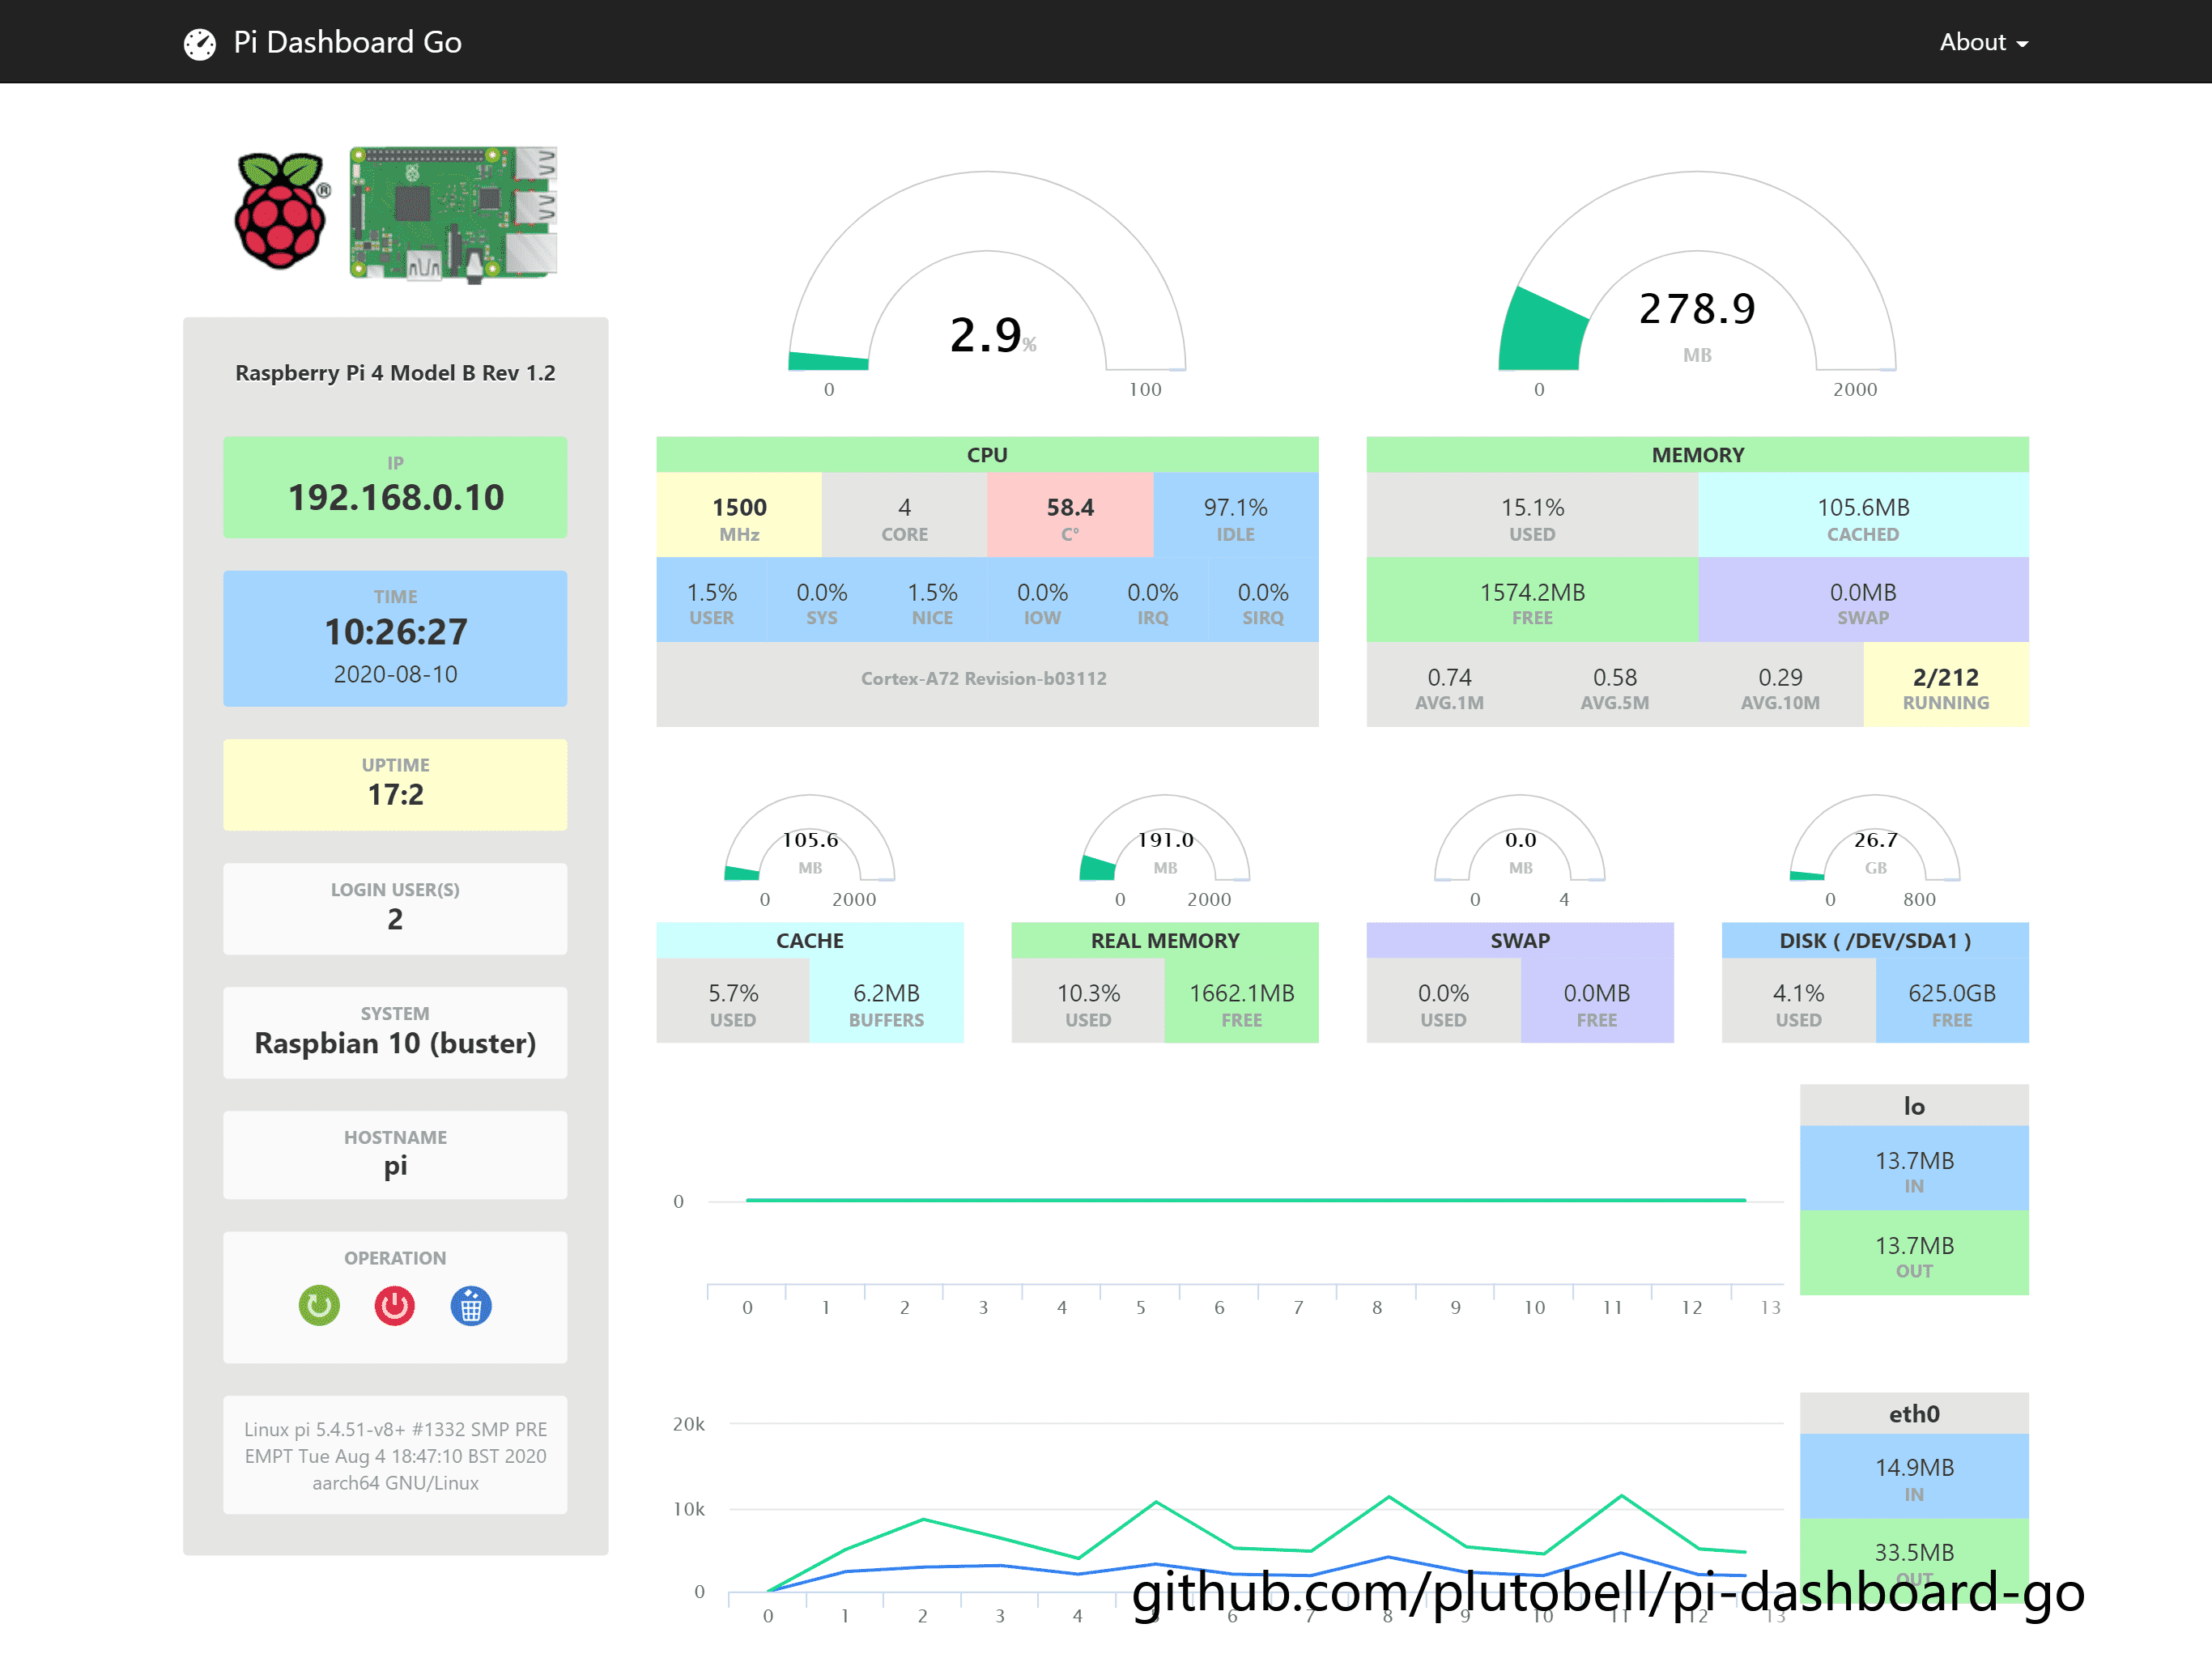 Pi Dashboard Go
About
®
Raspberry Pi 4 Model B Rev 1.2
IP
192.168.0.10
TIME
10:26:27
2020-08-10
UPTIME
17:2
LOGIN USER(S)
2
SYSTEM
Raspbian 10 (buster)
HOSTNAME
pi
OPERATION
Linux pi 5.4.51-v8+ #1332 SMP PRE
EMPT Tue Aug 4 18:47:10 BST 2020
aarch64 GNU/Linux
2.9%
0 100
CPU
1500 4 58.4 97.1%
MHz CORE C° IDLE
1.5% 0.0% 1.5% 0.0% 0.0% 0.0%
USER SYS NICE IOW IRQ SIRQ
Cortex-A72 Revision-b03112
278.9
MB
0 2000
MEMORY
15.1% 105.6MB
USED CACHED
1574.2MB 0.0MB
FREE SWAP
0.74 0.58 0.29 2/212
AVG.1M AVG.5M AVG.10M RUNNING
105.6
MB
0 2000
CACHE
5.7% 6.2MB
USED BUFFERS
191.0
MB
0 2000
REAL MEMORY
10.3% 1662.1MB
USED FREE
0.0
MB
0 4
SWAP
0.0% 0.0MB
USED FREE
26.7
GB
0 800
DISK ( /DEV/SDA1 )
4.1% 625.0GB
USED FREE
0
0 1 2 3 4 5 6 7 8 9 10 11 12 13
lo
13.7MB
IN
13.7MB
OUT
20k
10k
0
0 1 2 3 4 5 6 7 8 9 10 11 12 13
eth0
14.9MB
IN
33.5MB
OUT
github.com/plutobell/pi-dashboard-go